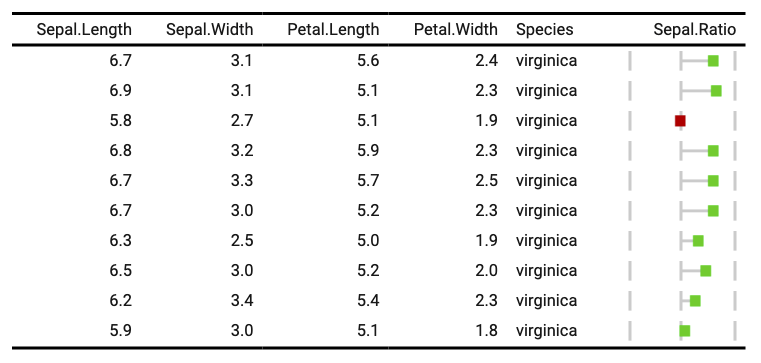 Sepal.Length Sepal.Width Petal.Length Petal.Width Species Sepal.Ratio
6.7 3.1 5.6 2.4 virginica
6.9 3.1 5.1 2.3 virginica
5.8 2.7 5.1 1.9 virginica
6.8 3.2 5.9 2.3 virginica
6.7 3.3 5.7 2.5 virginica
6.7 3.0 5.2 2.3 virginica
6.3 2.5 5.0 1.9 virginica
6.5 3.0 5.2 2.0 virginica
6.2 3.4 5.4 2.3 virginica
5.9 3.0 5.1 1.8 virginica